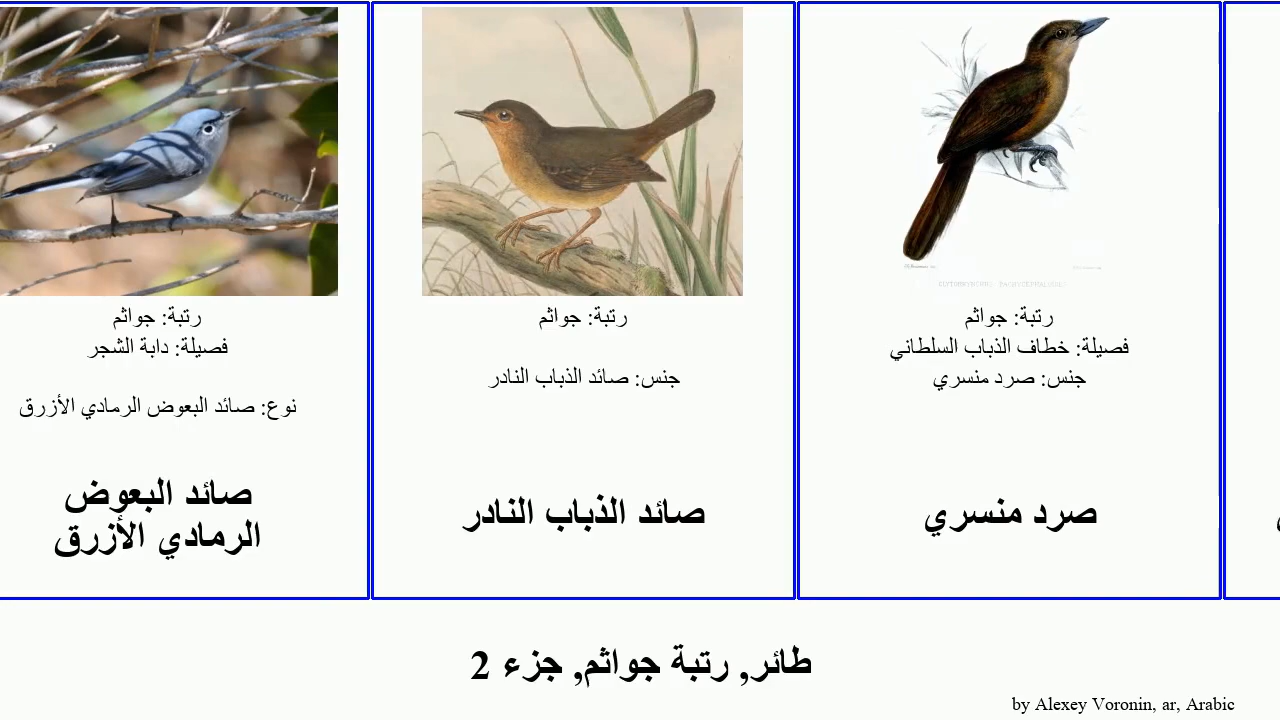 رتبة: جواثم
فصيلة: دابة الشجر
نوع: صائد البعوض الرمادي الأزرق
صائد البعوض
الرمادي الأزرق
رتبة: جواثم
جنس: صائد الذباب النادر
صائد الذباب النادر
رتبة: جواثم
فصيلة: خطاف الذباب السلطاني
جنس: صرد منسري
صرد منسري
طائر, رتبة جواثم, جزء 2
by Alexey Voronin, ar, Arabic